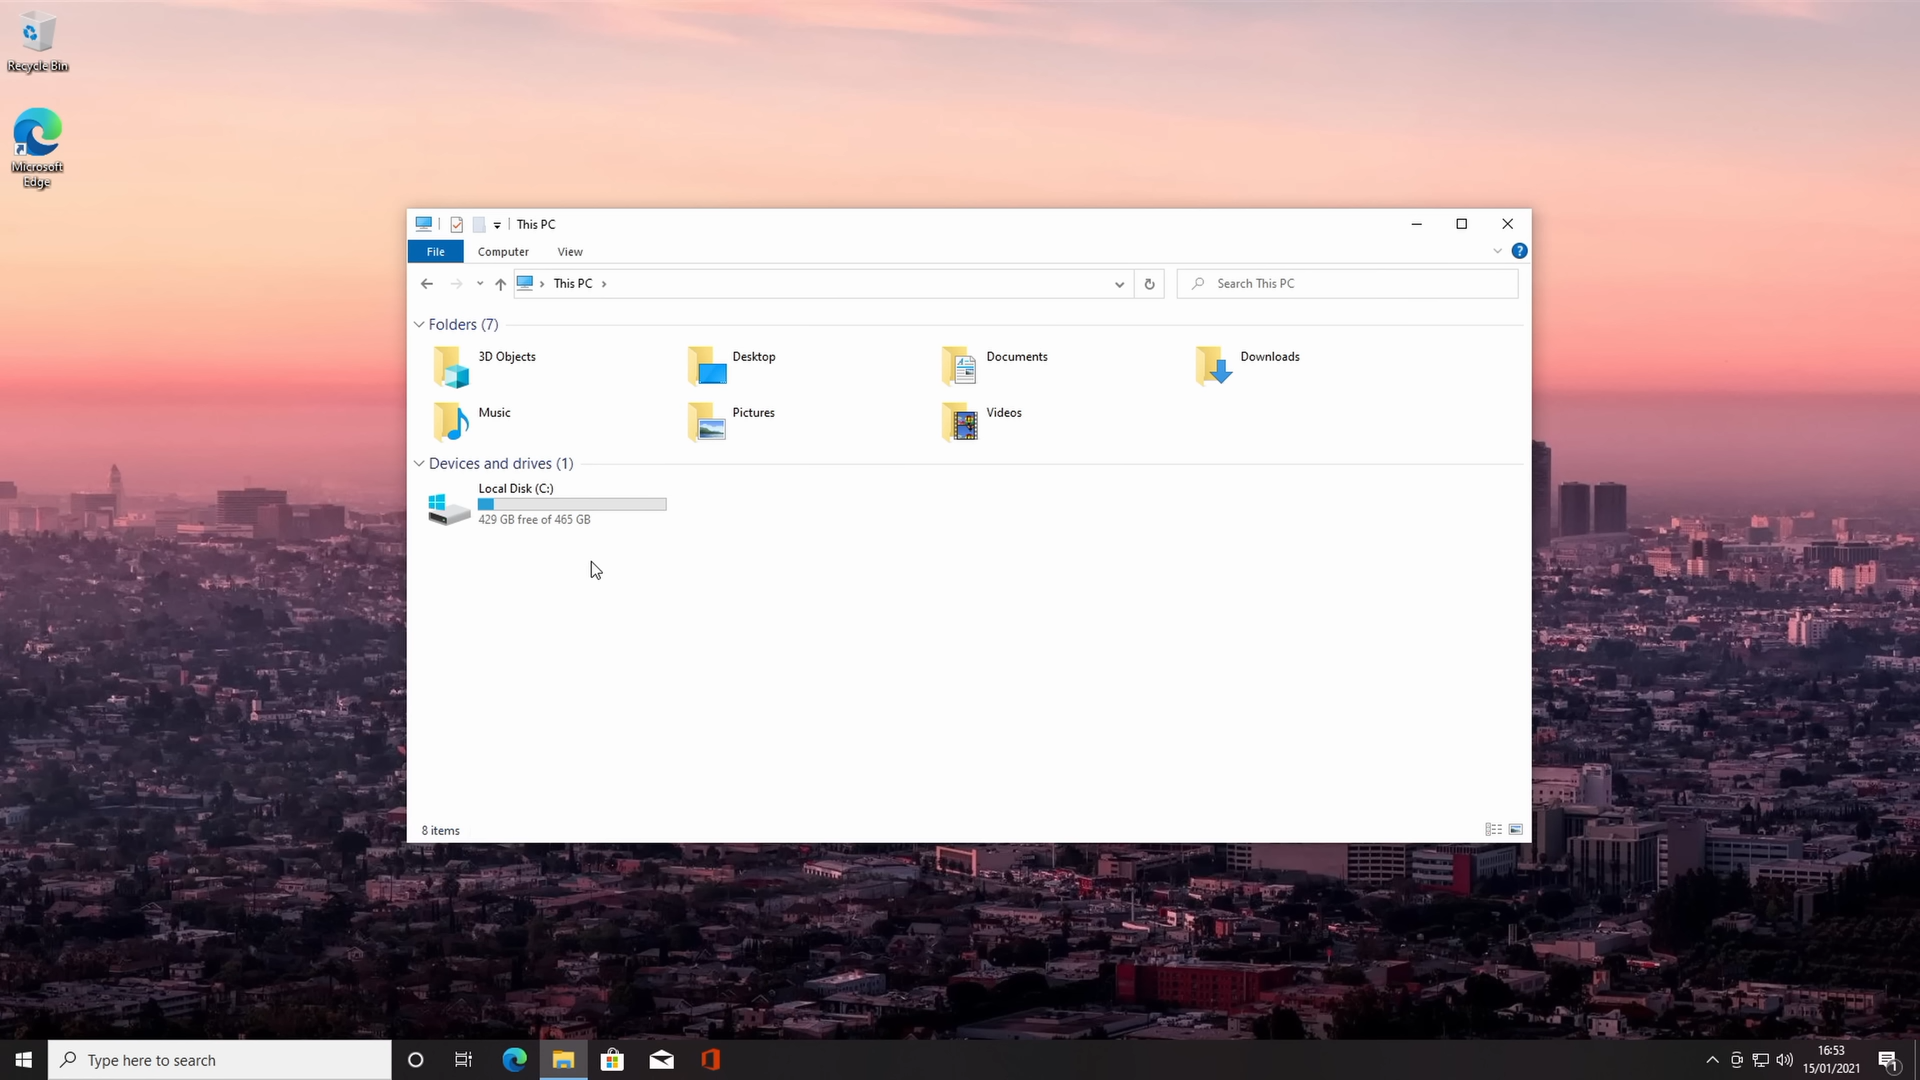 Recycle Bin
Microsoft
Edge
This PC
File
Computer
View
This PC
Search This PC
Folders (7)
3D Objects
Desktop
Documents
Downloads
Music
Pictures
Videos
Devices and drives (1)
Local Disk (C:)
429 GB free of 465 GB
8 items
Type here to search
16:53
15/01/2021
1